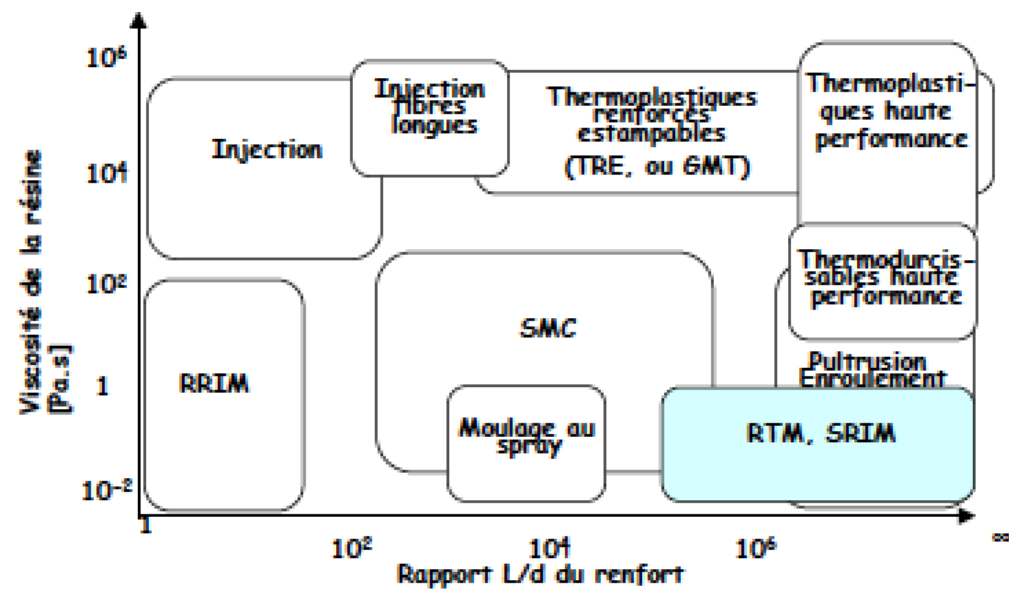 10⁶
10⁴
10²
1
10⁻²
Viscosité de la résine
[Pa.s]
Injection
Injection
fibres
longues
Thermoplastiques
renforcés
estampables
(TRE, ou GMT)
Thermoplasti-
ques haute
performance
Thermodurcis-
sables haute
performance
SMC
RRIM
Pultrusion
Enroulement
Moulage au
spray
RTM, SRIM
1
10²
10⁴
10⁶
∞
Rapport L/d du renfort